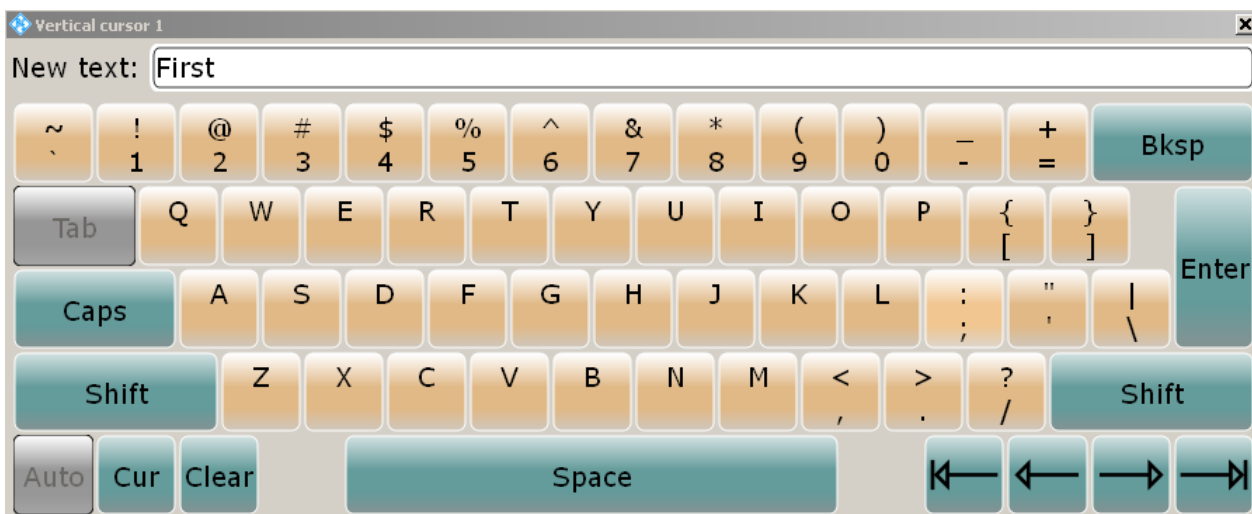 Vertical cursor 1
New text: First
~ ! @ # $ % ^ & * ( ) _ +
` 1 2 3 4 5 6 7 8 9 0 - = Bksp
Tab Q W E R T Y U I O P { }
[ ]
Enter
Caps A S D F G H J K L : " |
; ' \
Shift Z X C V B N M < > ? Shift
, . /
Auto Cur Clear Space